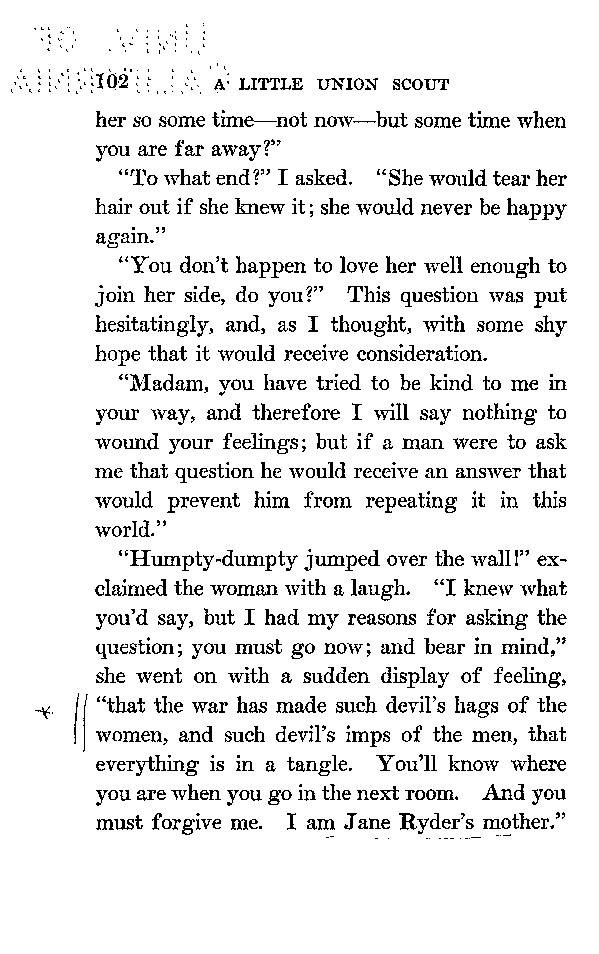 UNIV. OF
CALIFORNIA
102 A LITTLE UNION SCOUT
her so some time—not now—but some time when
you are far away?"
"To what end?" I asked. "She would tear her
hair out if she knew it; she would never be happy
again."
"You don't happen to love her well enough to
join her side, do you?" This question was put
hesitatingly, and, as I thought, with some shy
hope that it would receive consideration.
"Madam, you have tried to be kind to me in
your way, and therefore I will say nothing to
wound your feelings; but if a man were to ask
me that question he would receive an answer that
would prevent him from repeating it in this
world."
"Humpty-dumpty jumped over the wall!" ex-
claimed the woman with a laugh. "I knew what
you'd say, but I had my reasons for asking the
question; you must go now; and bear in mind,"
she went on with a sudden display of feeling,
"that the war has made such devil's hags of the
women, and such devil's imps of the men, that
everything is in a tangle. You'll know where
you are when you go in the next room. And you
must forgive me. I am Jane Ryder's mother."